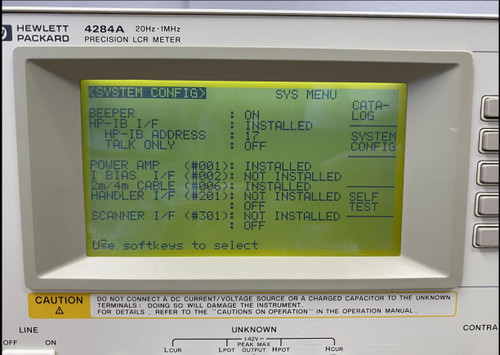 HEWLETT PACKARD
4284A 20Hz-1MHz
PRECISION LCR METER
<SYSTEM CONFIG> SYS MENU
BEEPER : ON
HP-IB I/F : INSTALLED
HP-IB ADDRESS : 17
TALK ONLY : OFF
POWER AMP (#001): INSTALLED
I BIAS I/F (#002): NOT INSTALLED
2m/4m CABLE (#006): INSTALLED
HANDLER I/F (#201): NOT INSTALLED
: OFF
SCANNER I/F (#301): NOT INSTALLED
: OFF
Use softkeys to select
CATA-
LOG
SYSTEM
CONFIG
SELF
TEST
CAUTION
DO NOT CONNECT A DC CURRENT/VOLTAGE SOURCE OR A CHARGED CAPACITOR TO THE UNKNOWN
TERMINALS: DOING SO WILL DAMAGE THE INSTRUMENT.
FOR DETAILS, REFER TO THE "CAUTIONS ON OPERATION" IN THE OPERATION MANUAL.
LINE
OFF ON
UNKNOWN
±42V
PEAK MAX
LCUR LPOT OUTPUT HPOT HCUR
CONTRA